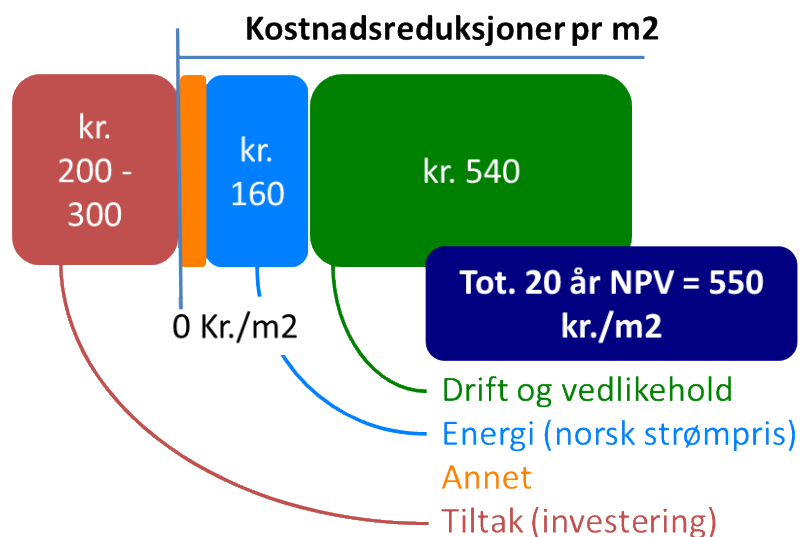 Kostnadsreduksjoner pr m2
kr.
200 -
300
kr.
160
kr. 540
Tot. 20 år NPV = 550
kr./m2
0 Kr./m2
Drift og vedlikehold
Energi (norsk strømpris)
Annet
Tiltak (investering)